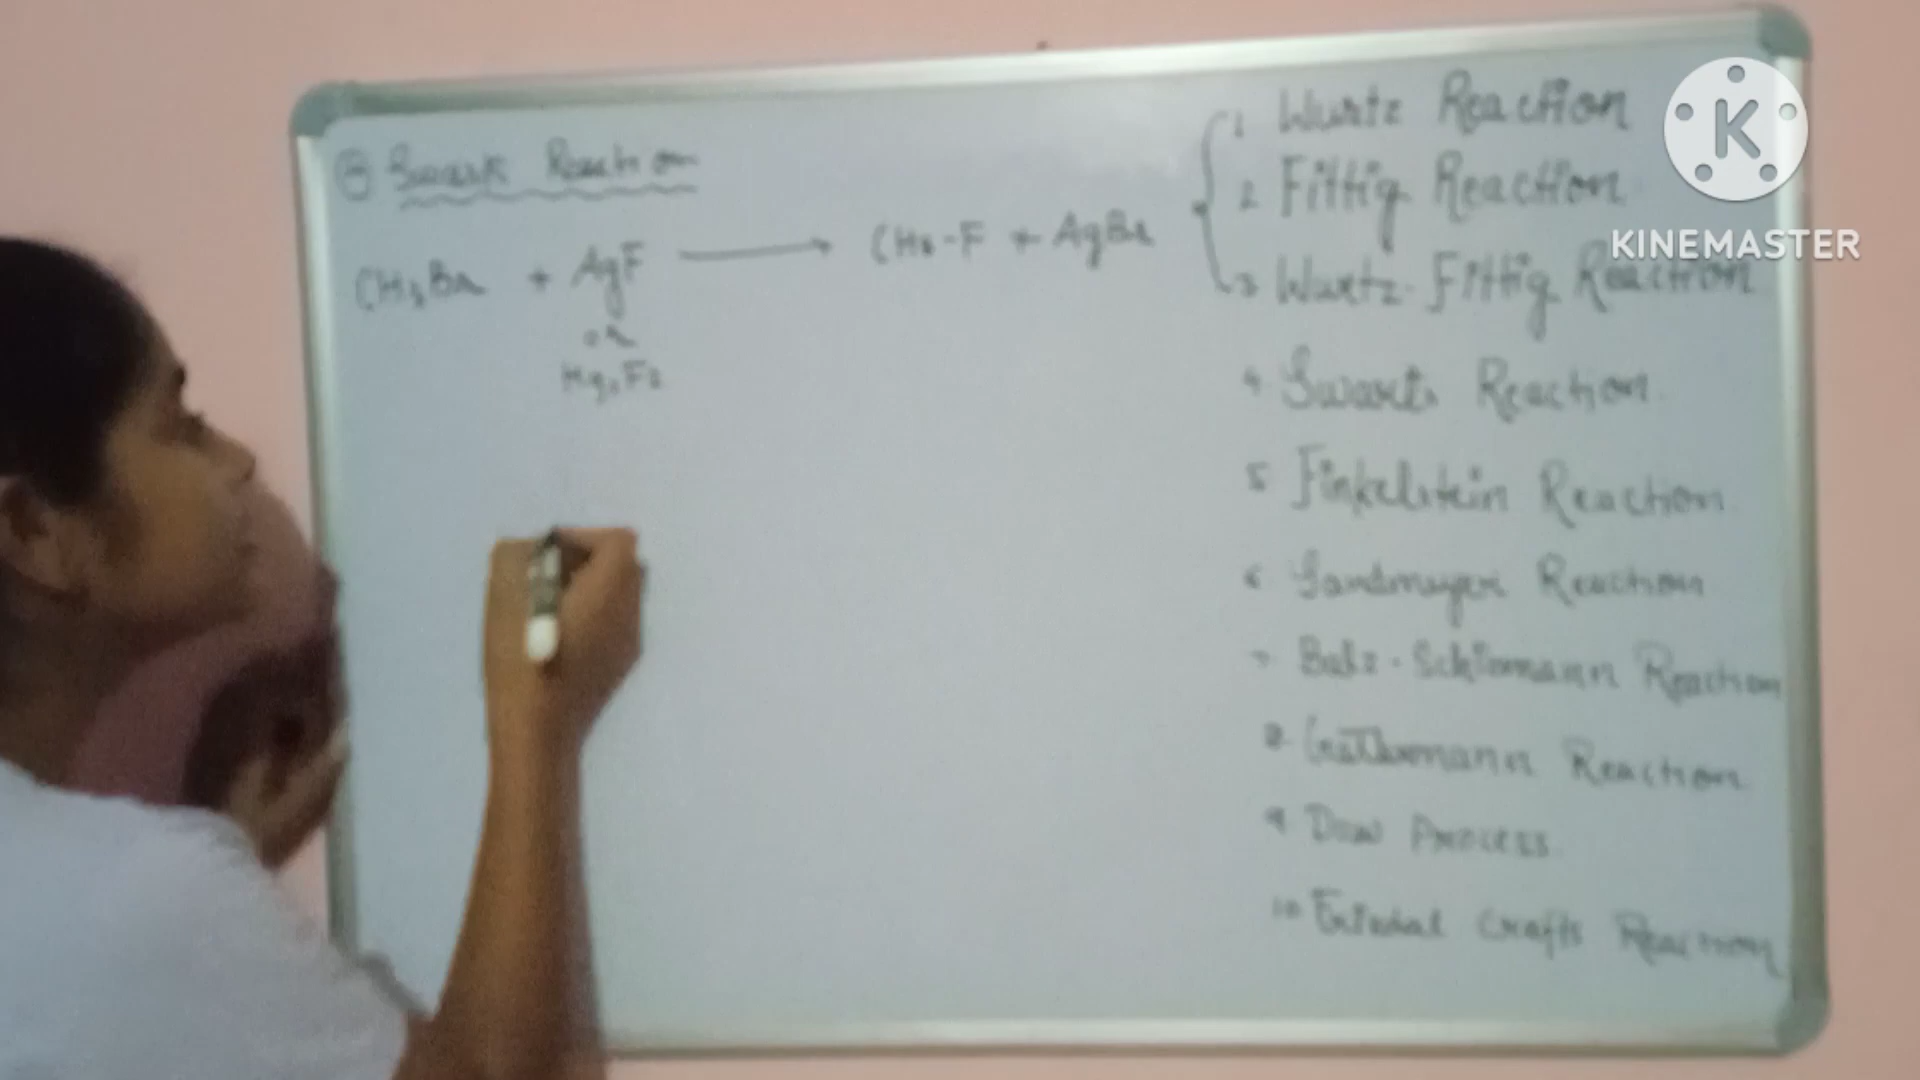 ④ Swarts Reaction
CH₃Br + AgF ⟶ CH₃-F + AgBr
or
Hg₂F₂
1 Wurtz Reaction
2. Fittig Reaction
3 Wurtz-Fittig Reaction
4. Swarts Reaction.
5 Finkelstein Reaction
6 Sandmeyer Reaction
7 Balz-Schiemann Reaction
8. Gattermann Reaction
9 Dow Process.
10 Friedal Crafts Reaction
K
KINEMASTER